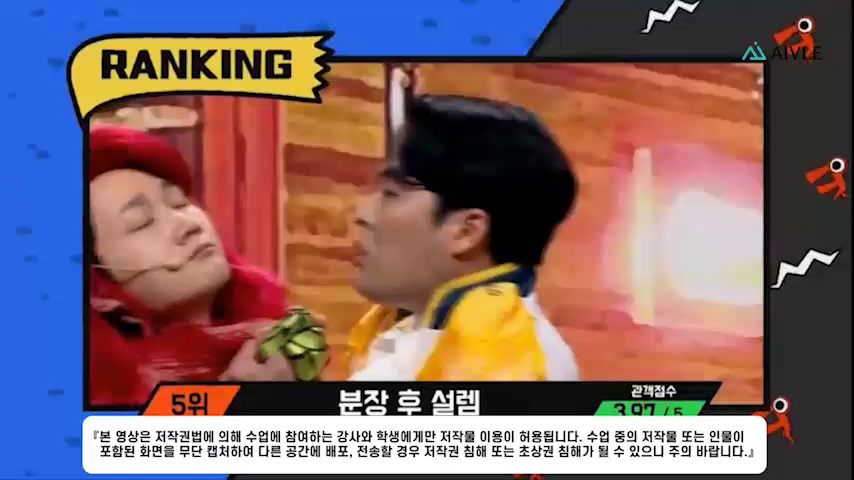 RANKING
AIVLE
5위
분장 후 설렘
관객점수
3.97 / 5
『본 영상은 저작권법에 의해 수업에 참여하는 강사와 학생에게만 저작물 이용이 허용됩니다. 수업 중의 저작물 또는 인물이
포함된 화면을 무단 캡처하여 다른 공간에 배포, 전송할 경우 저작권 침해 또는 초상권 침해가 될 수 있으니 주의 바랍니다.』